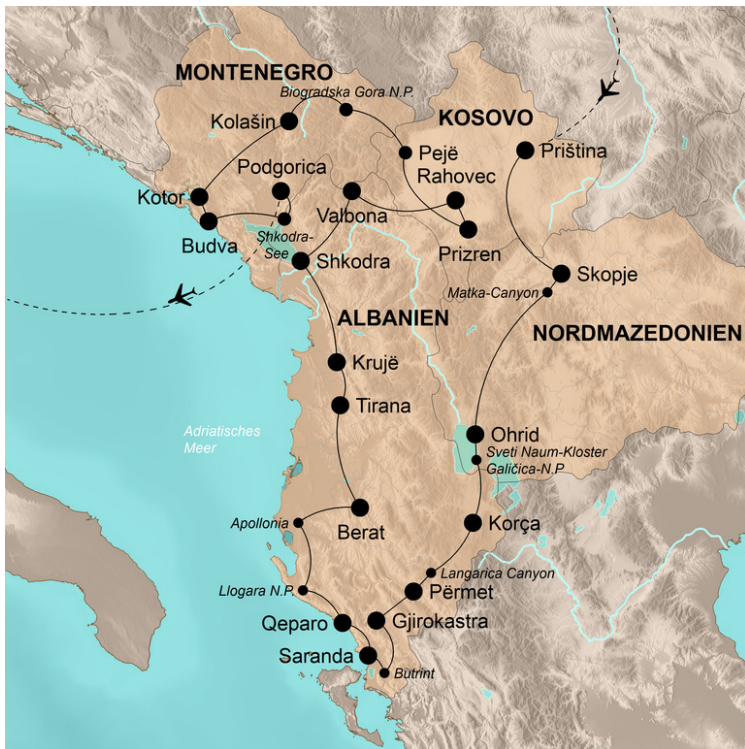 MONTENEGRO
Biogradska Gora N.P.
KOSOVO
Kolašin
Pejë
Priština
Podgorica
Rahovec
Kotor
Valbona
Budva
Shkodra-
See
Prizren
Shkodra
Skopje
Matka-Canyon
ALBANIEN
NORDMAZEDONIEN
Krujë
Tirana
Adriatisches
Meer
Ohrid
Sveti Naum-Kloster
Galičica-N.P
Apollonia
Berat
Korça
Langarica Canyon
Llogara N.P.
Përmet
Qeparo
Gjirokastra
Saranda
Butrint